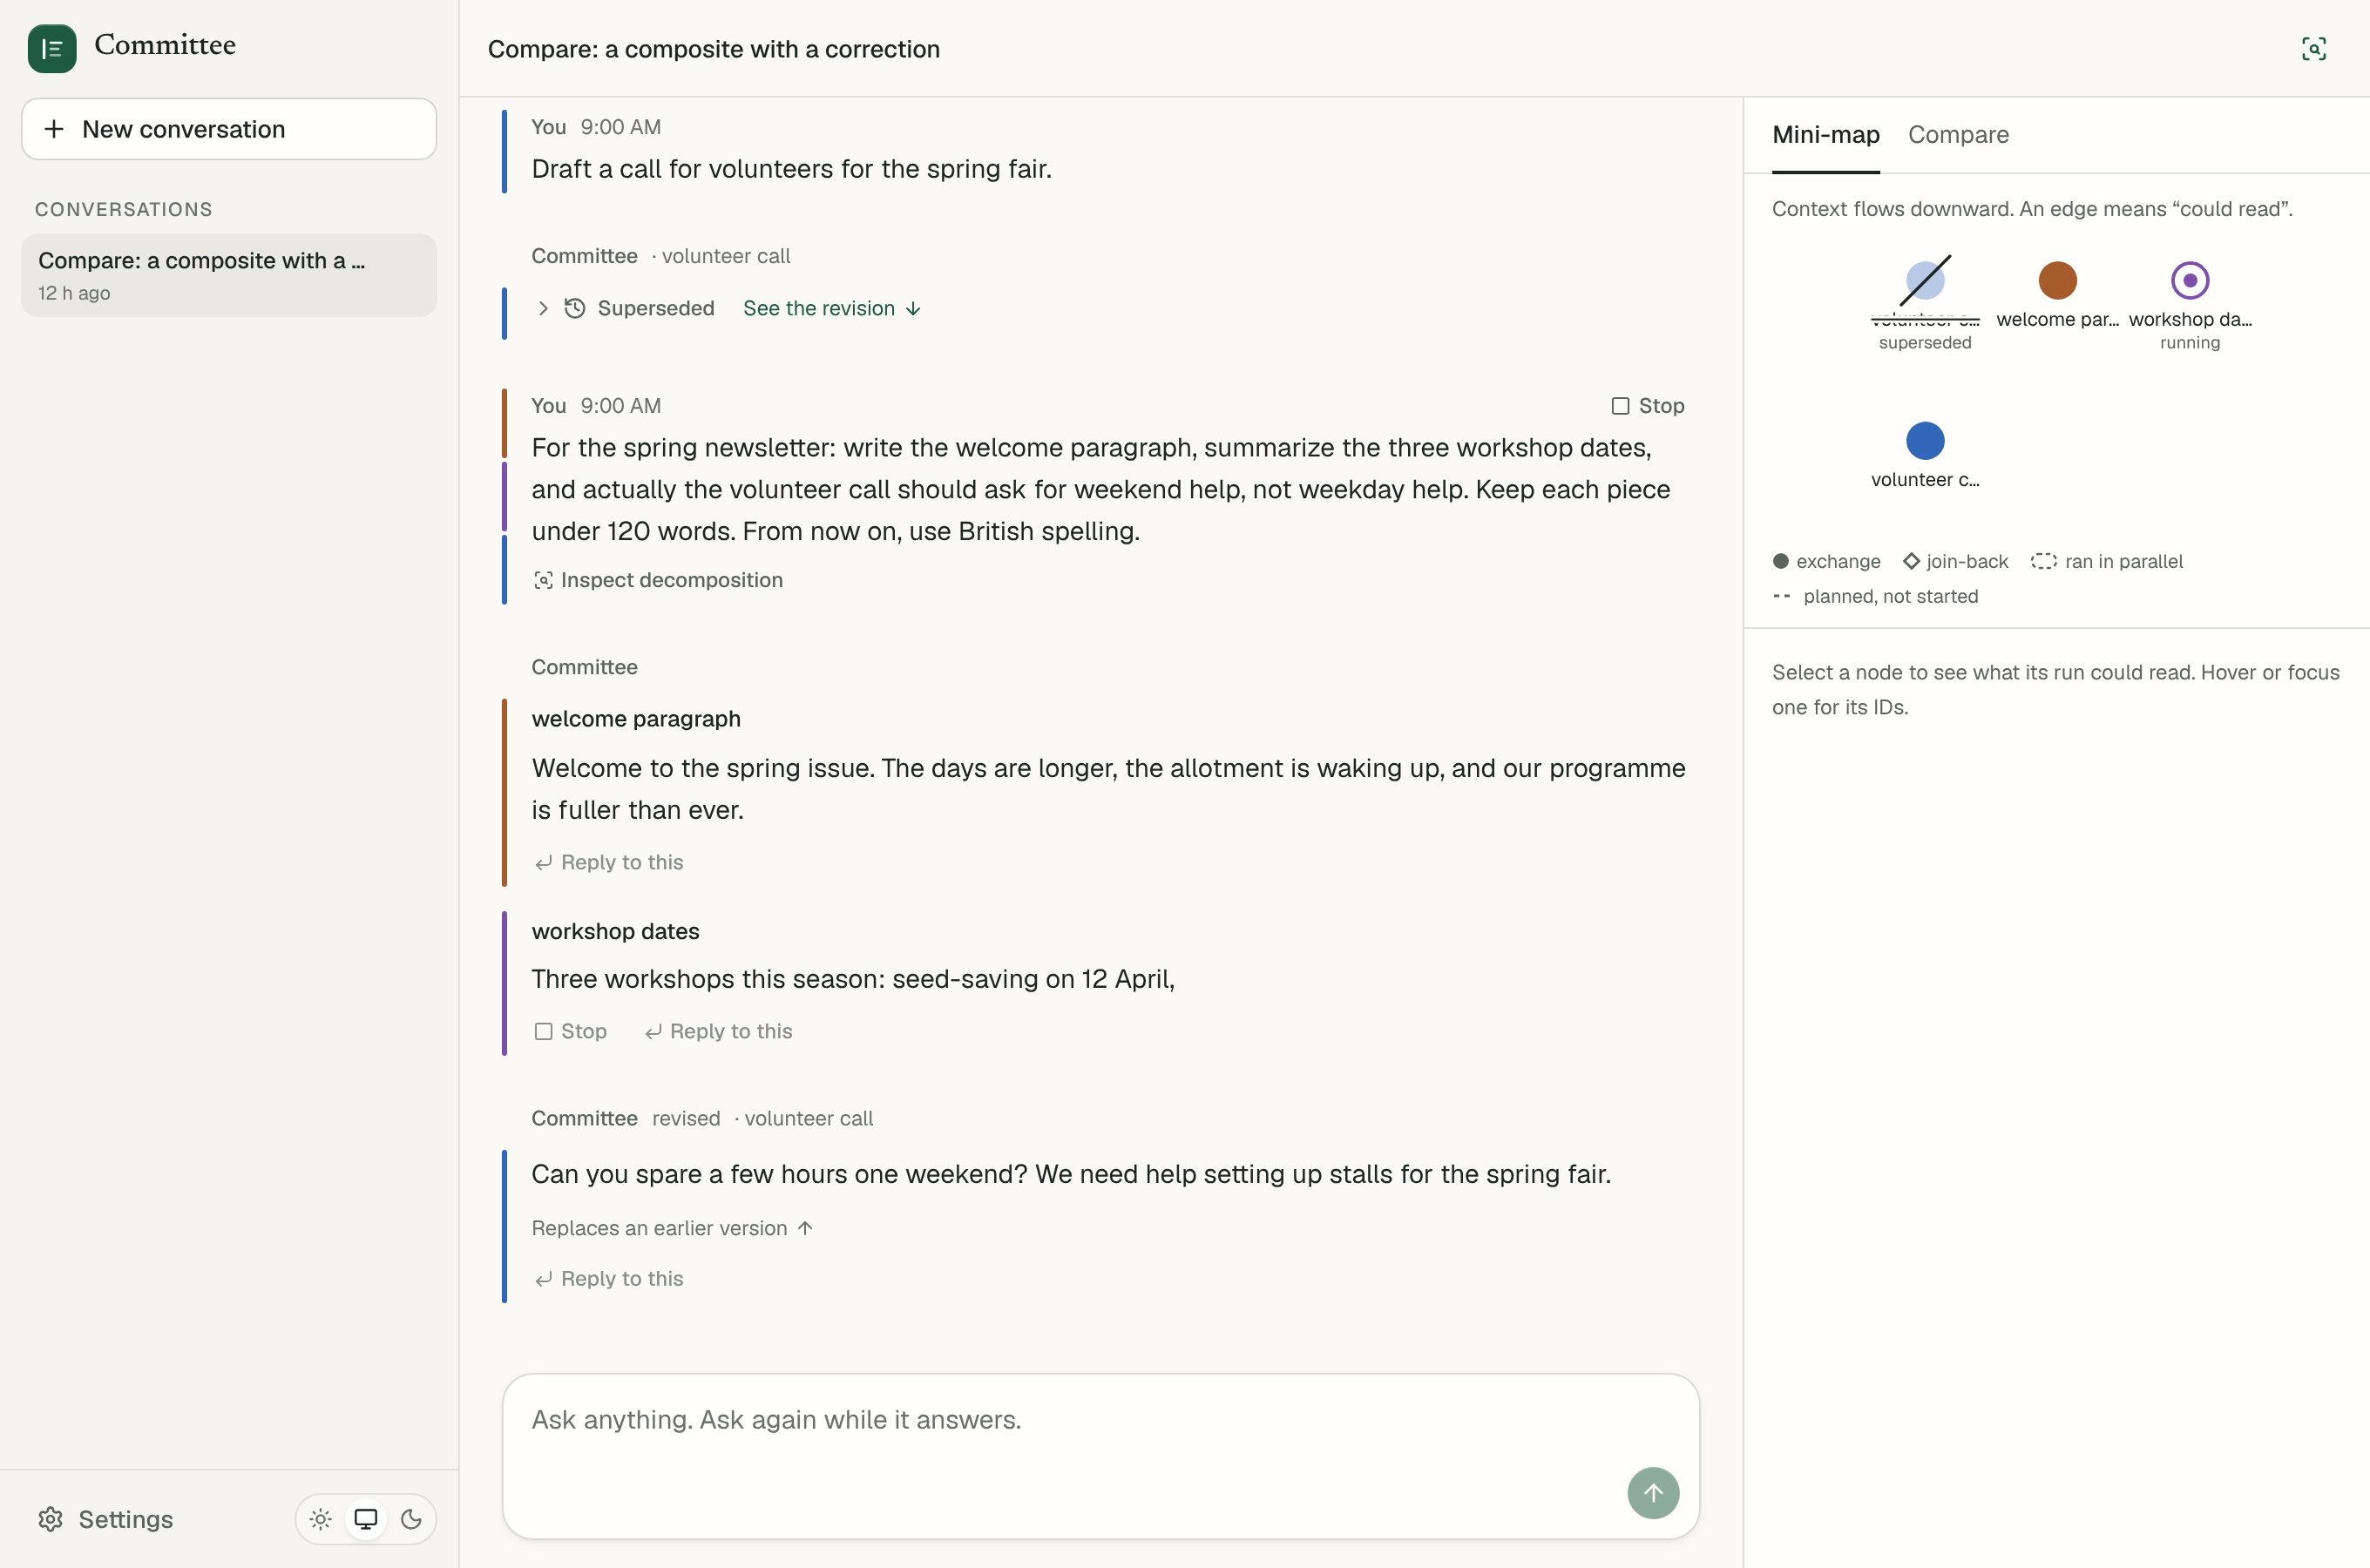 Committee
New conversation
CONVERSATIONS
Compare: a composite with a ...
12 h ago
Settings
Compare: a composite with a correction
You 9:00 AM
Draft a call for volunteers for the spring fair.
Committee · volunteer call
Superseded See the revision ↓
You 9:00 AM Stop
For the spring newsletter: write the welcome paragraph, summarize the three workshop dates,
and actually the volunteer call should ask for weekend help, not weekday help. Keep each piece
under 120 words. From now on, use British spelling.
Inspect decomposition
Committee
welcome paragraph
Welcome to the spring issue. The days are longer, the allotment is waking up, and our programme
is fuller than ever.
Reply to this
workshop dates
Three workshops this season: seed-saving on 12 April,
Stop Reply to this
Committee revised · volunteer call
Can you spare a few hours one weekend? We need help setting up stalls for the spring fair.
Replaces an earlier version ↑
Reply to this
Ask anything. Ask again while it answers.
Mini-map Compare
Context flows downward. An edge means “could read”.
volunteer c... welcome par... workshop da...
superseded running
volunteer c...
exchange join-back ran in parallel
planned, not started
Select a node to see what its run could read. Hover or focus
one for its IDs.